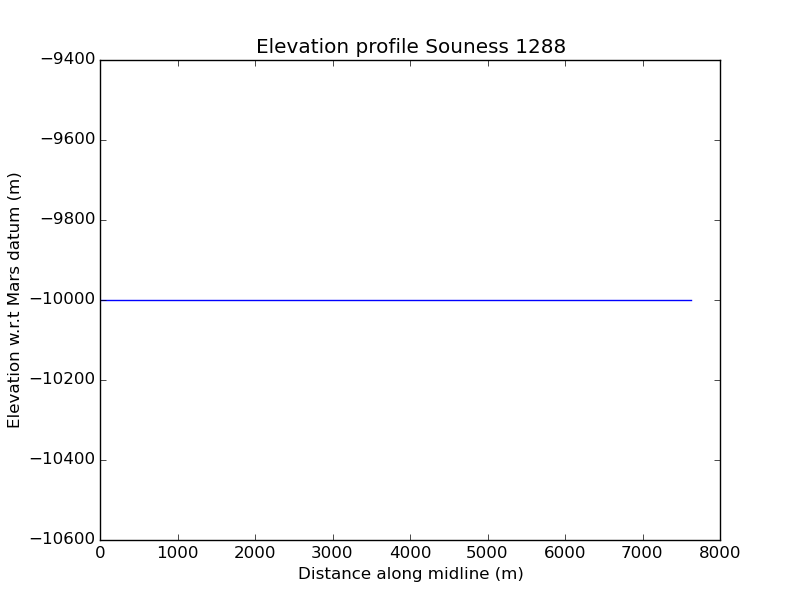 Elevation profile Souness 1288
−9400
−9600
−9800
−10000
−10200
−10400
−10600
Elevation w.r.t Mars datum (m)
0 1000 2000 3000 4000 5000 6000 7000 8000
Distance along midline (m)